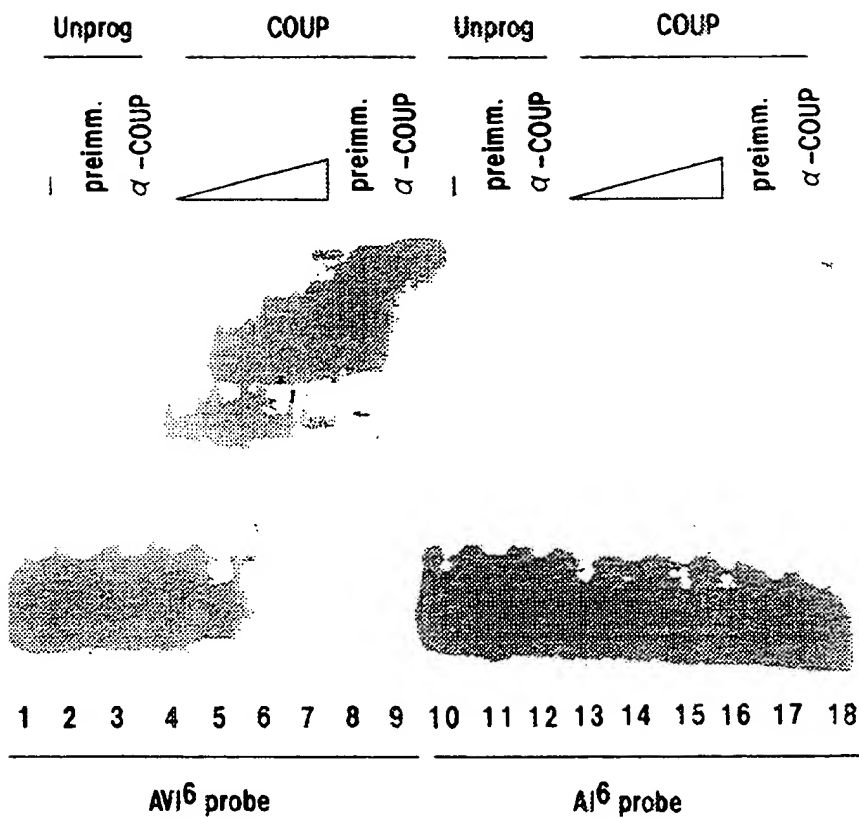 Unprog COUP Unprog COUP
– preimm. α-COUP preimm. α-COUP – preimm. α-COUP preimm. α-COUP
1 2 3 4 5 6 7 8 9 10 11 12 13 14 15 16 17 18
AVI6 probe AI6 probe